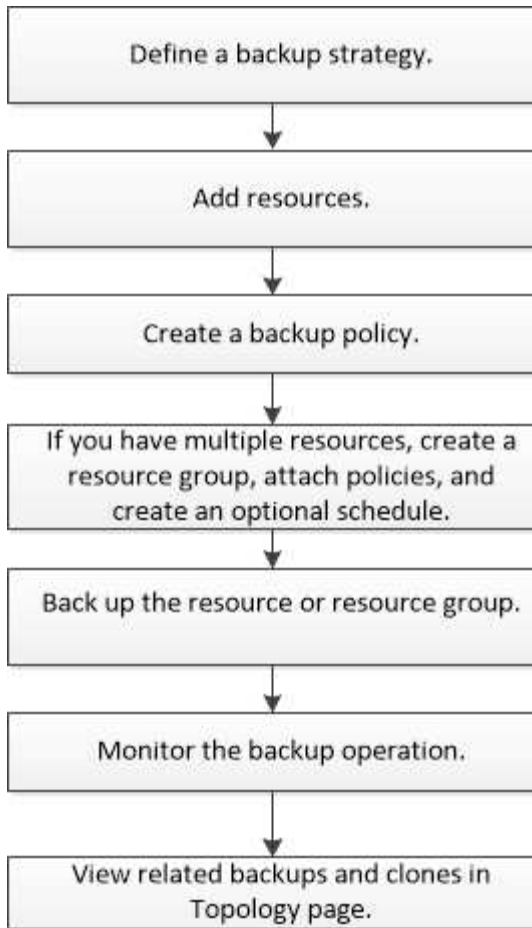 Define a backup strategy.
Add resources.
Create a backup policy.
If you have multiple resources, create a
resource group, attach policies, and
create an optional schedule.
Back up the resource or resource group.
Monitor the backup operation.
View related backups and clones in
Topology page.